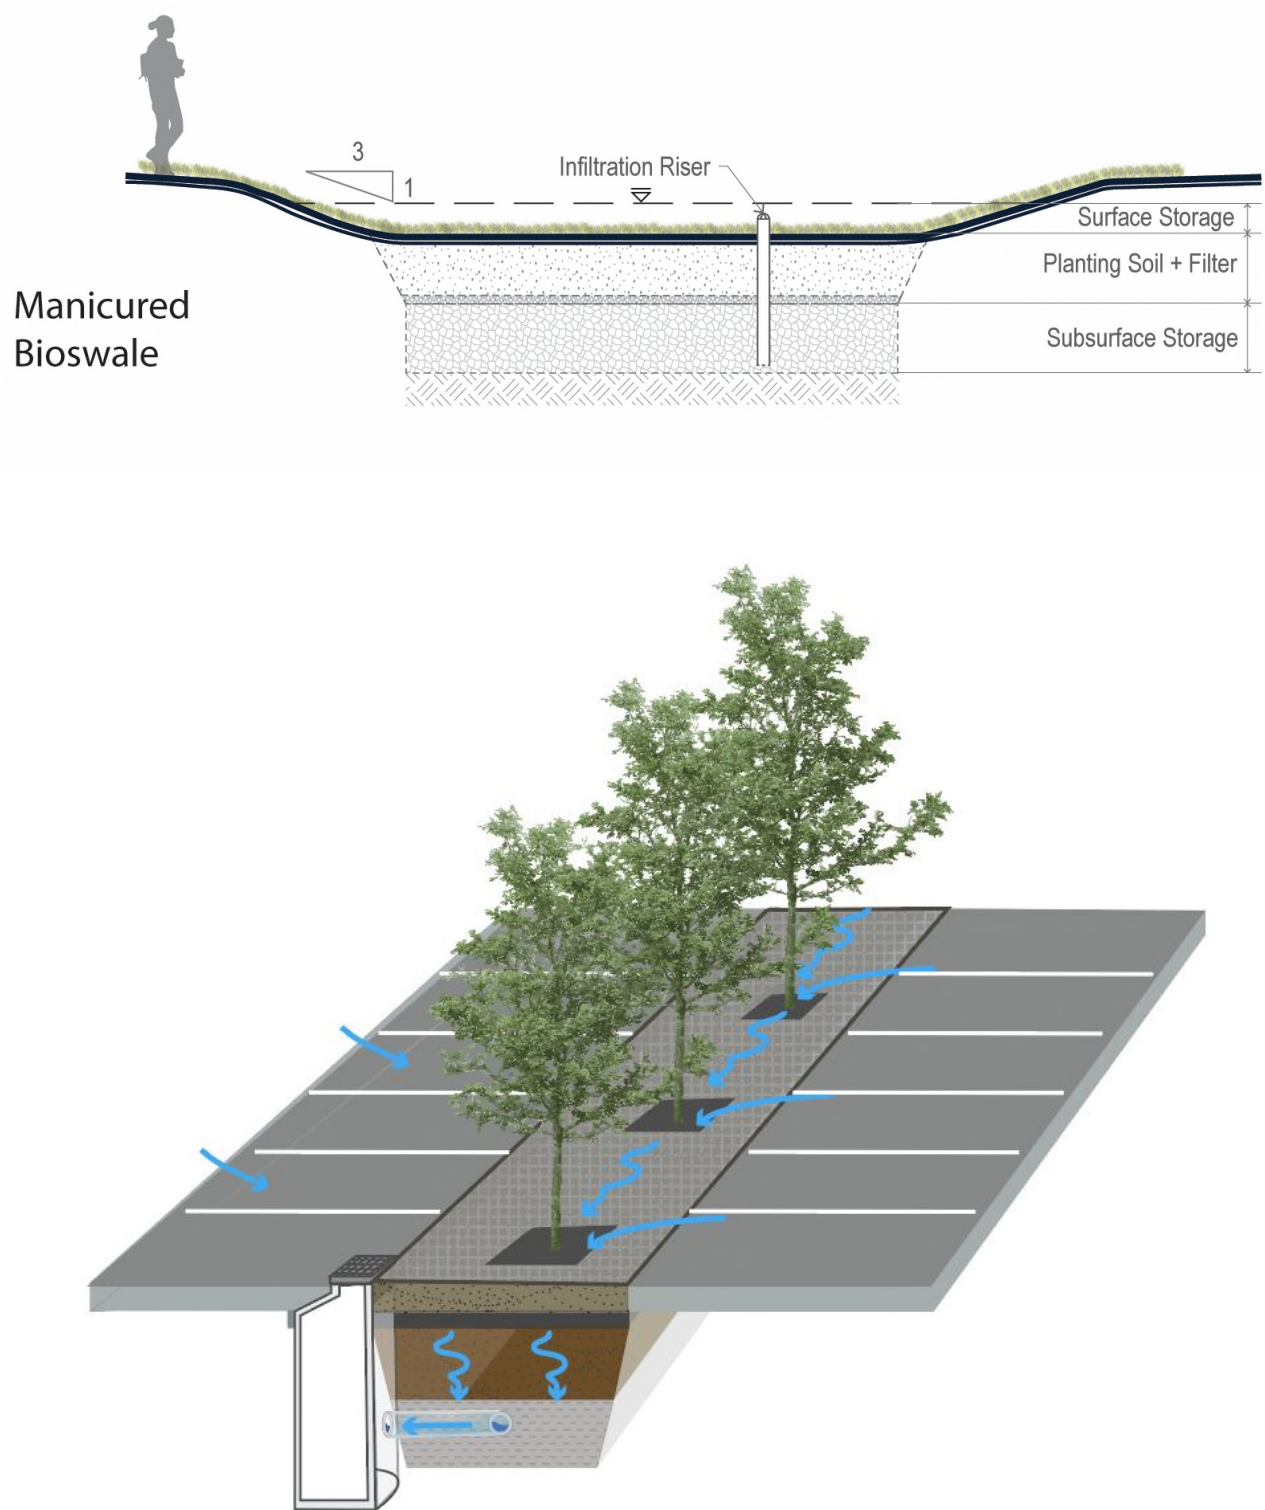 3
1
Infiltration Riser
Surface Storage
Planting Soil + Filter
Manicured
Bioswale
Subsurface Storage